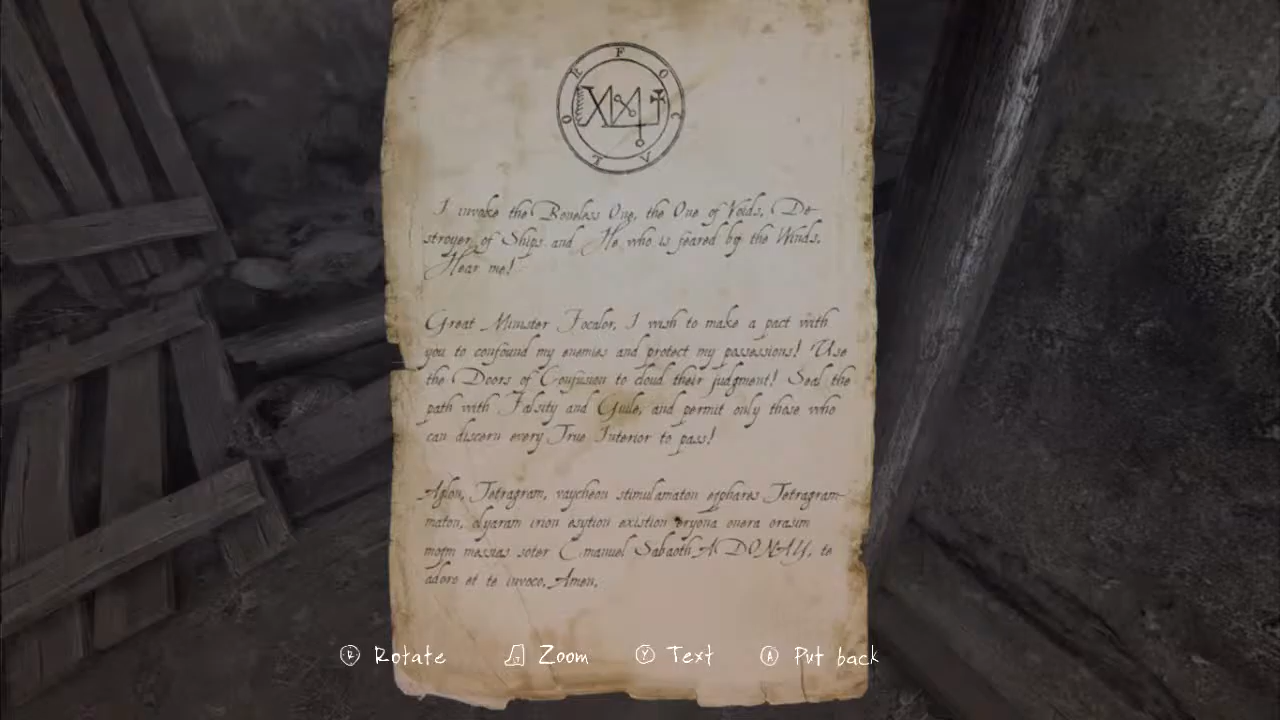 F O C V T O R
I invoke the Boneless One, the One of Voids, De-
stroyer of Ships and He who is feared by the Winds.
Hear me!
Great Minister Focalor, I wish to make a pact with
you to confound my enemies and protect my possessions! Use
the Doors of Confusion to cloud their judgment! Seal the
path with Falsity and Guile, and permit only those who
can discern every True Interior to pass!
Aglon, Tetragram, vaycheon stimulamaton ezphares Tetragram-
maton, olyaram irion esytion existion eryona onera orasim
mozm messias soter Emanuel Sabaoth ADONAY, te
adoro et te invoco. Amen.
R Rotate Zoom Y Text A Put back